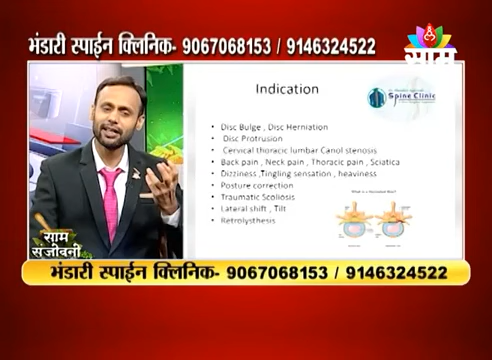 भंडारी स्पाईन क्लिनिक- 9067068153 / 9146324522
साम
Indication
Spine Clinic
Disc Bulge , Disc Herniation
Disc Protrusion
Cervical thoracic lumbar Canol stenosis
Back pain , Neck pain , Thoracic pain , Sciatica
Dizziness ,Tingling sensation , heaviness
Posture correction
Traumatic Scoliosis
Lateral shift , Tilt
Retrolysthesis
What is a Herniated Disc?
साम
संजीवनी
भंडारी स्पाईन क्लिनिक- 9067068153 / 9146324522